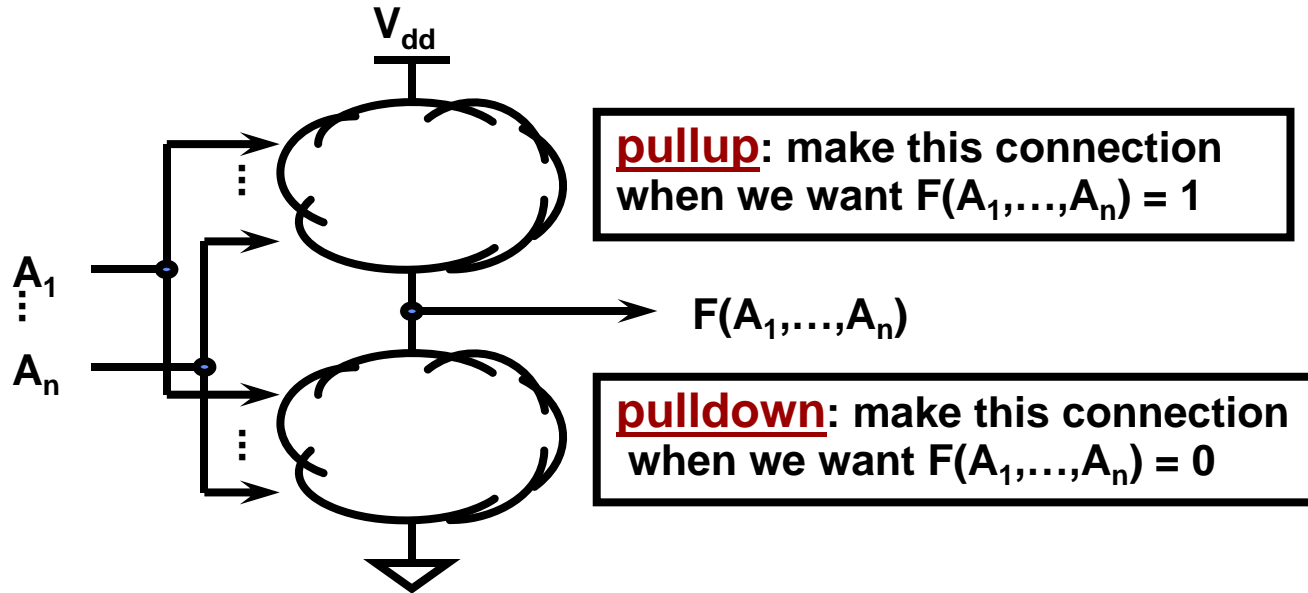 Vdd
pullup: make this connection
when we want F(A1,…,An) = 1
A1
⋮
An
⋮
F(A1,…,An)
pulldown: make this connection
when we want F(A1,…,An) = 0
⋮